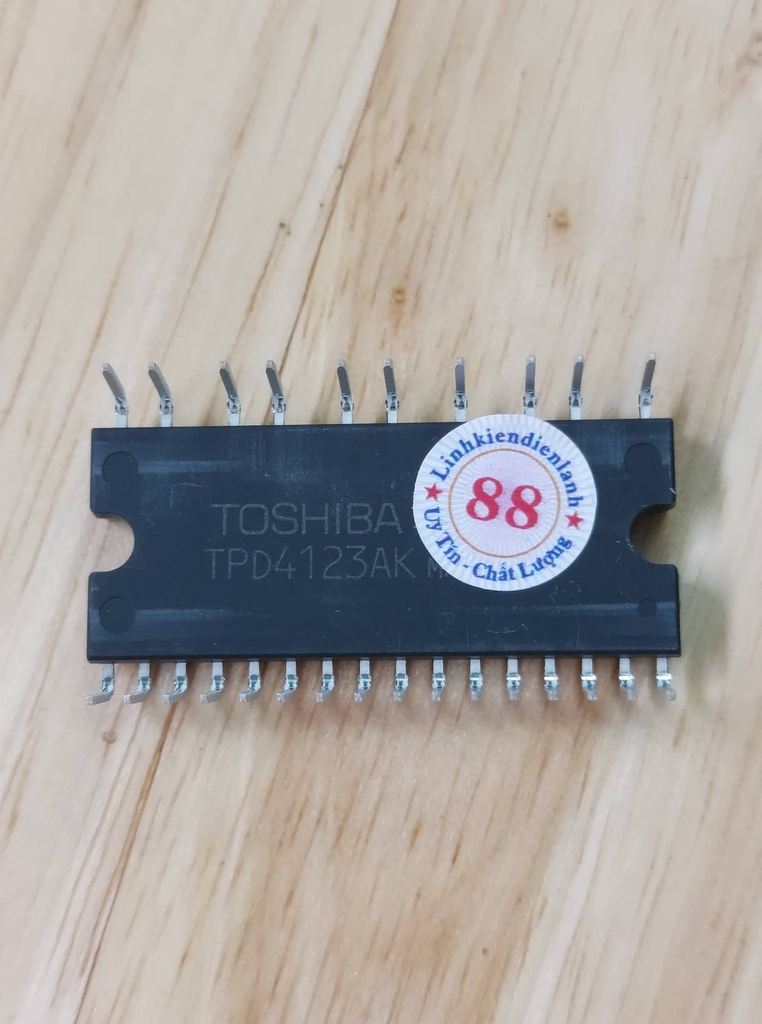 TOSHIBA
TPD4123AK
Linhkiendienlanh
88
Uy Tín - Chất Lượng